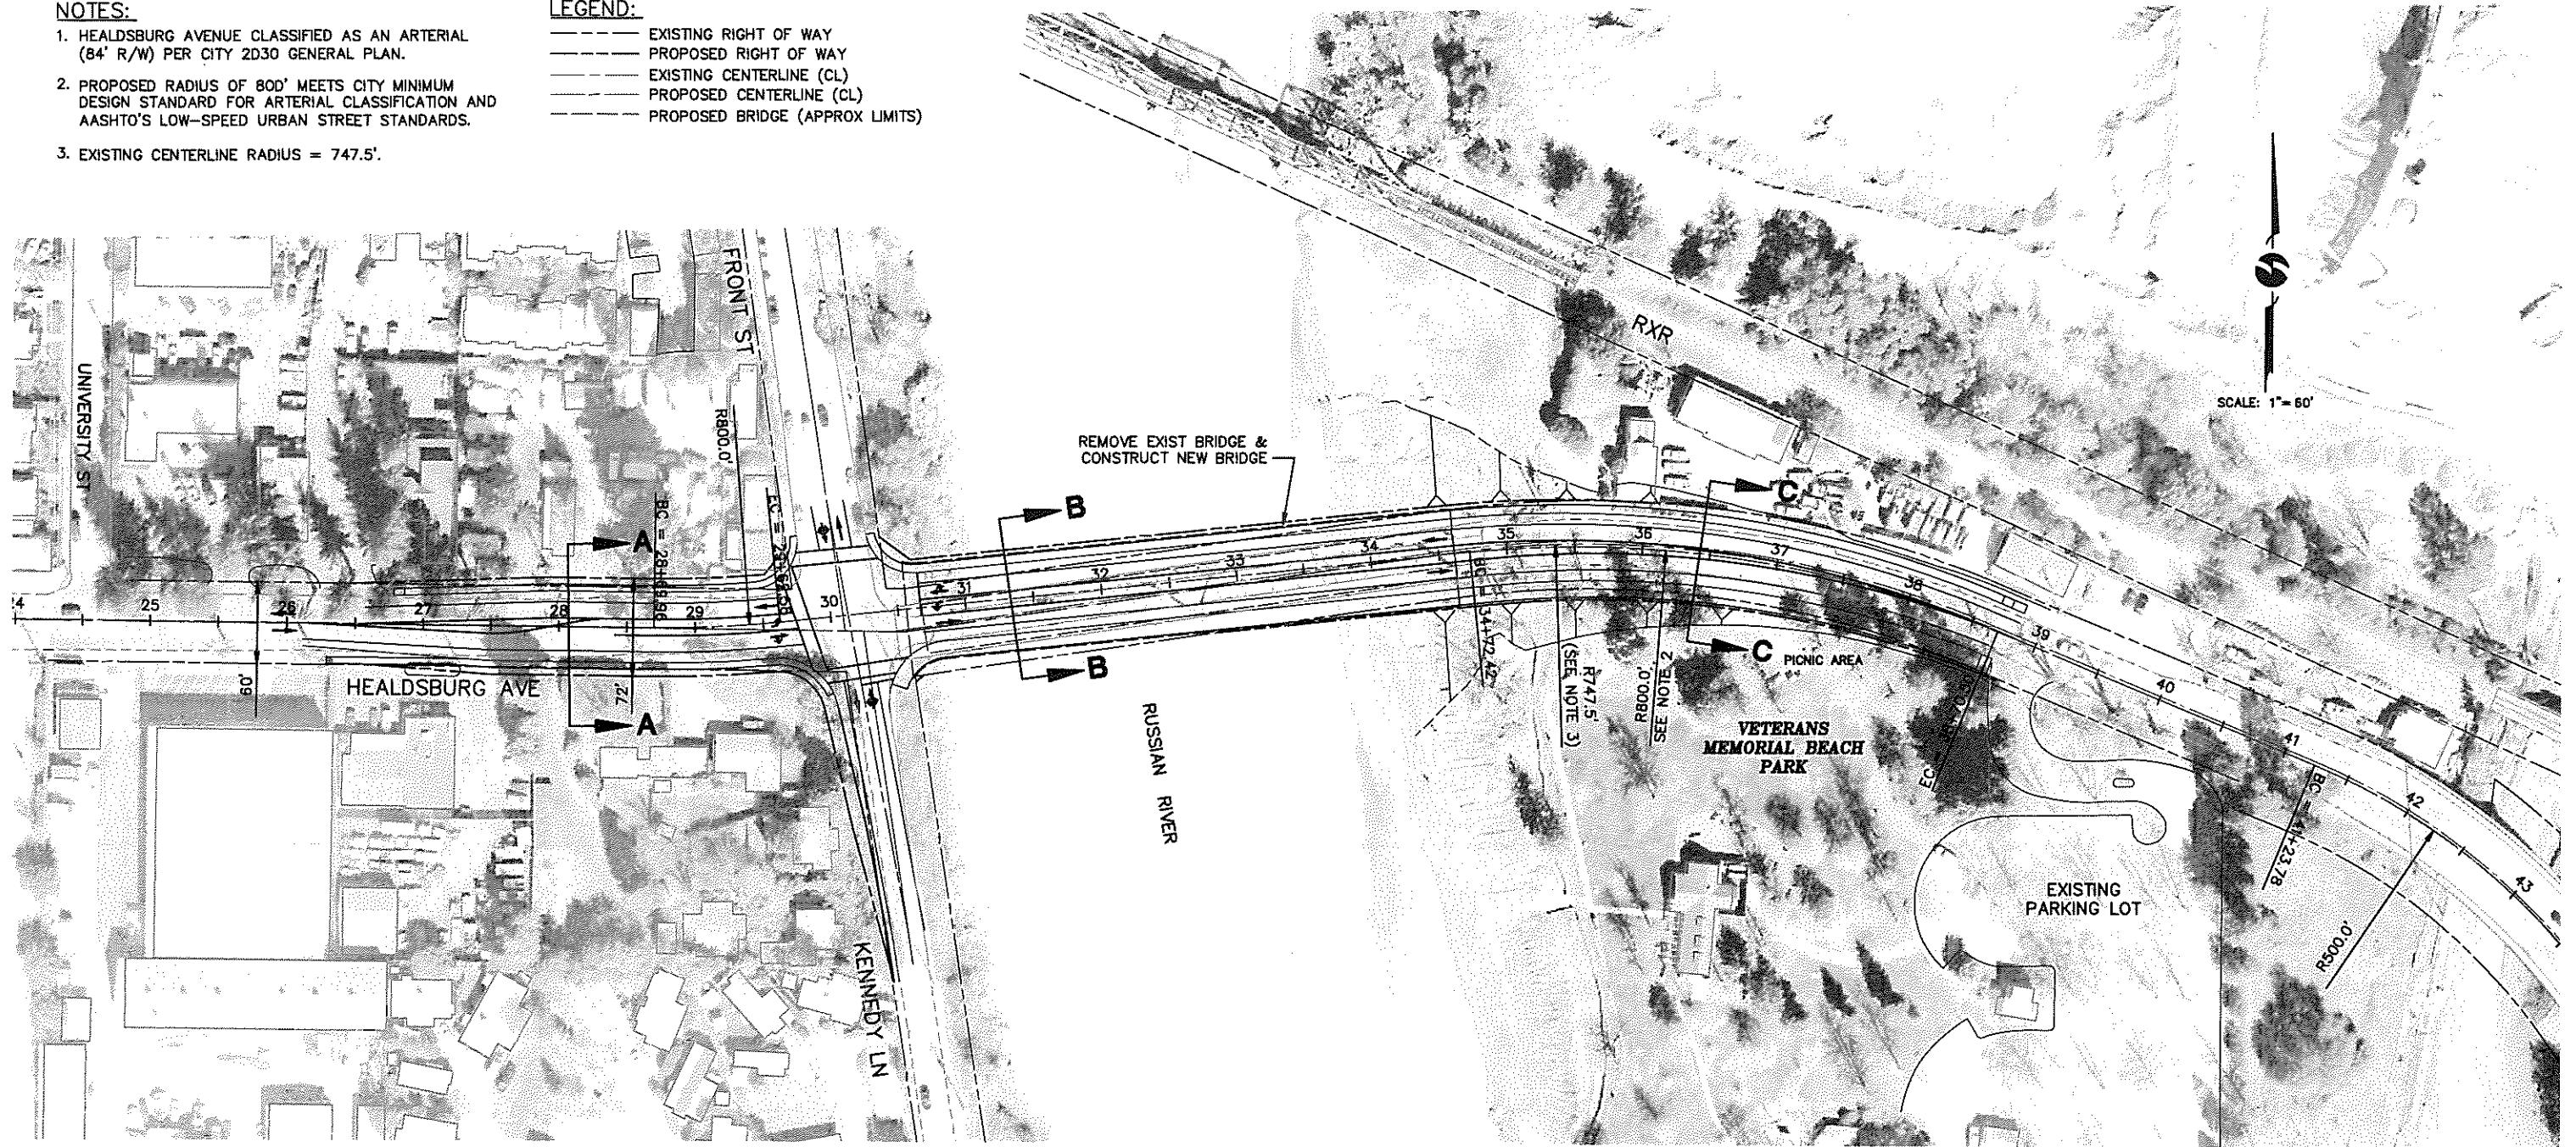 NOTES:
1. HEALDSBURG AVENUE CLASSIFIED AS AN ARTERIAL
(84' R/W) PER CITY 2D30 GENERAL PLAN.
2. PROPOSED RADIUS OF 80D' MEETS CITY MINIMUM
DESIGN STANDARD FOR ARTERIAL CLASSIFICATION AND
AASHTO'S LOW-SPEED URBAN STREET STANDARDS.
3. EXISTING CENTERLINE RADIUS = 747.5'.
LEGEND:
EXISTING RIGHT OF WAY
PROPOSED RIGHT OF WAY
EXISTING CENTERLINE (CL)
PROPOSED CENTERLINE (CL)
PROPOSED BRIDGE (APPROX LIMITS)
SCALE: 1"= 60'
RXR
FRONT ST
UNIVERSITY ST
R800.0'
REMOVE EXIST BRIDGE &
CONSTRUCT NEW BRIDGE
A
B
C
BC = 28+69.96
EC =
4
25
26
27
28
29
30
31
32
33
34
35
36
37
38
39
40
41
42
43
60'
72'
HEALDSBURG AVE
A
B
C
PICNIC AREA
BC = 34+72.42
R747.5'
(SEE NOTE 3)
R800.0'
SEE NOTE 2
VETERANS
MEMORIAL BEACH
PARK
RUSSIAN RIVER
EC
BC = 41+23.78
R500.0'
EXISTING
PARKING LOT
KENNEDY LN